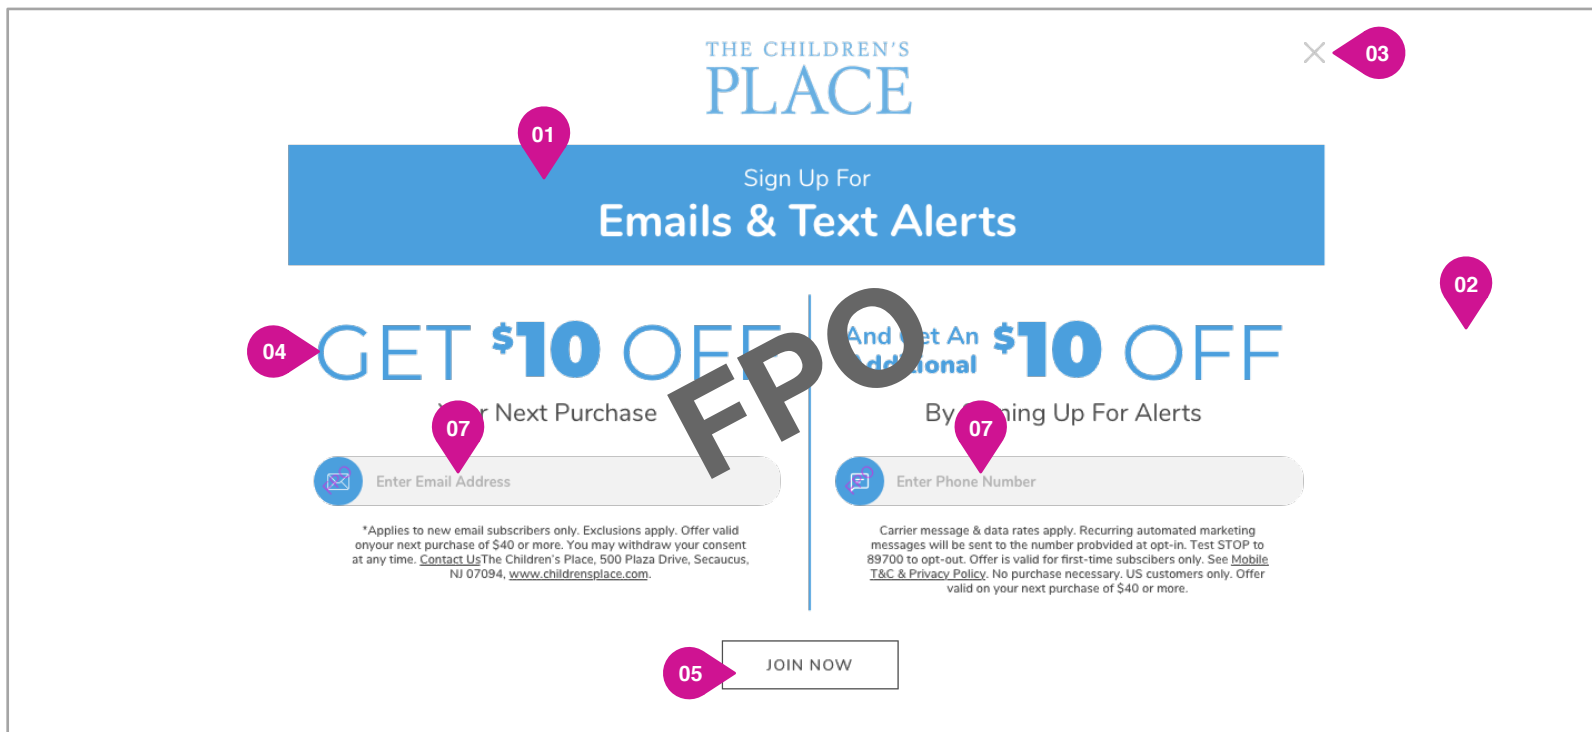 THE CHILDREN'S
PLACE
03
01
Sign Up For
Emails & Text Alerts
02
04
GET $10 OFF
And Get An
Additional
$10 OFF
FPO
Your Next Purchase
By Signing Up For Alerts
07
07
Enter Email Address
Enter Phone Number
*Applies to new email subscribers only. Exclusions apply. Offer valid
onyour next purchase of $40 or more. You may withdraw your consent
at any time. Contact UsThe Children's Place, 500 Plaza Drive, Secaucus,
NJ 07094, www.childrensplace.com.
Carrier message & data rates apply. Recurring automated marketing
messages will be sent to the number probvided at opt-in. Test STOP to
89700 to opt-out. Offer is valid for first-time subscibers only. See Mobile
T&C & Privacy Policy. No purchase necessary. US customers only. Offer
valid on your next purchase of $40 or more.
05
JOIN NOW